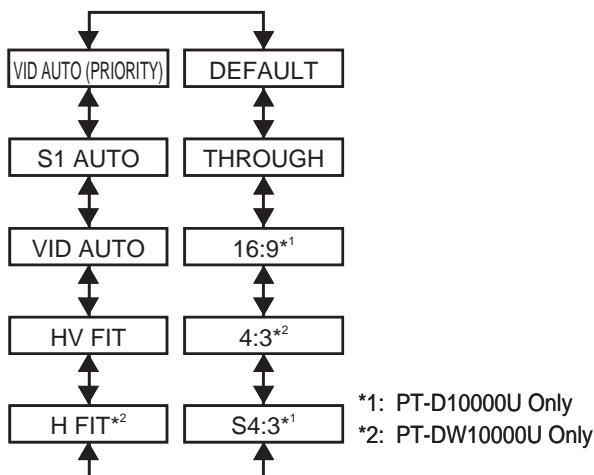 VID AUTO (PRIORITY)
DEFAULT
S1 AUTO
THROUGH
VID AUTO
16:9*1
HV FIT
4:3*2
H FIT*2
S4:3*1
*1: PT-D10000U Only
*2: PT-DW10000U Only